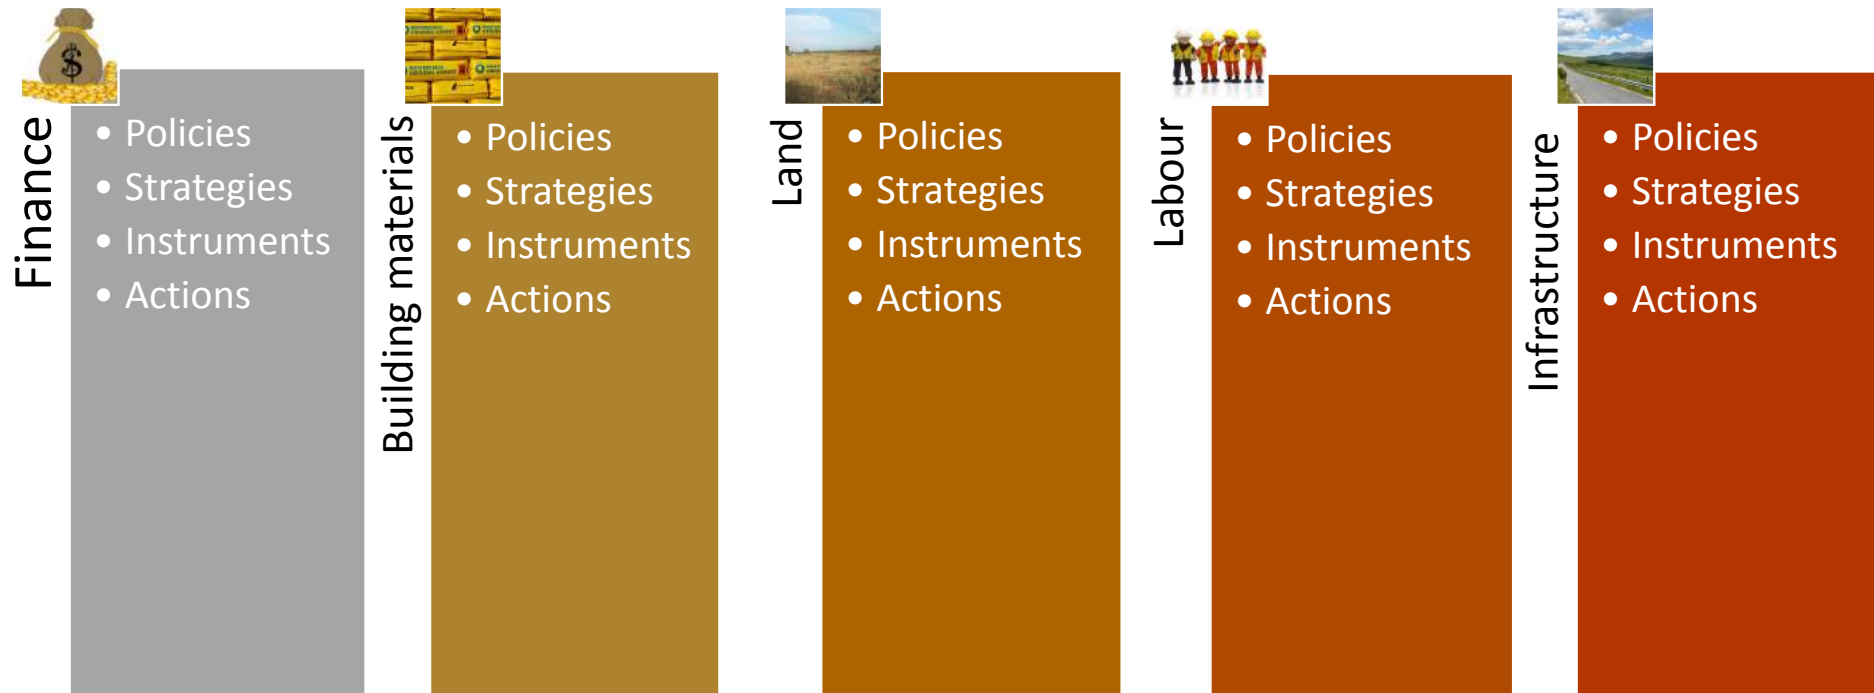 Finance
• Policies
• Strategies
• Instruments
• Actions
Building materials
• Policies
• Strategies
• Instruments
• Actions
Land
• Policies
• Strategies
• Instruments
• Actions
Labour
• Policies
• Strategies
• Instruments
• Actions
Infrastructure
• Policies
• Strategies
• Instruments
• Actions